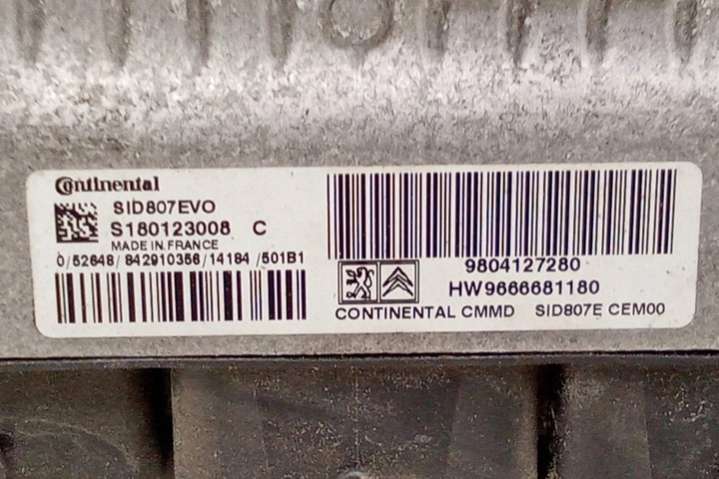 Continental
SID807EVO
S180123008 C
MADE IN FRANCE
0/52648/842910356/14184/501B1
9804127280
HW9666681180
CONTINENTAL CMMD SID807E CEM00